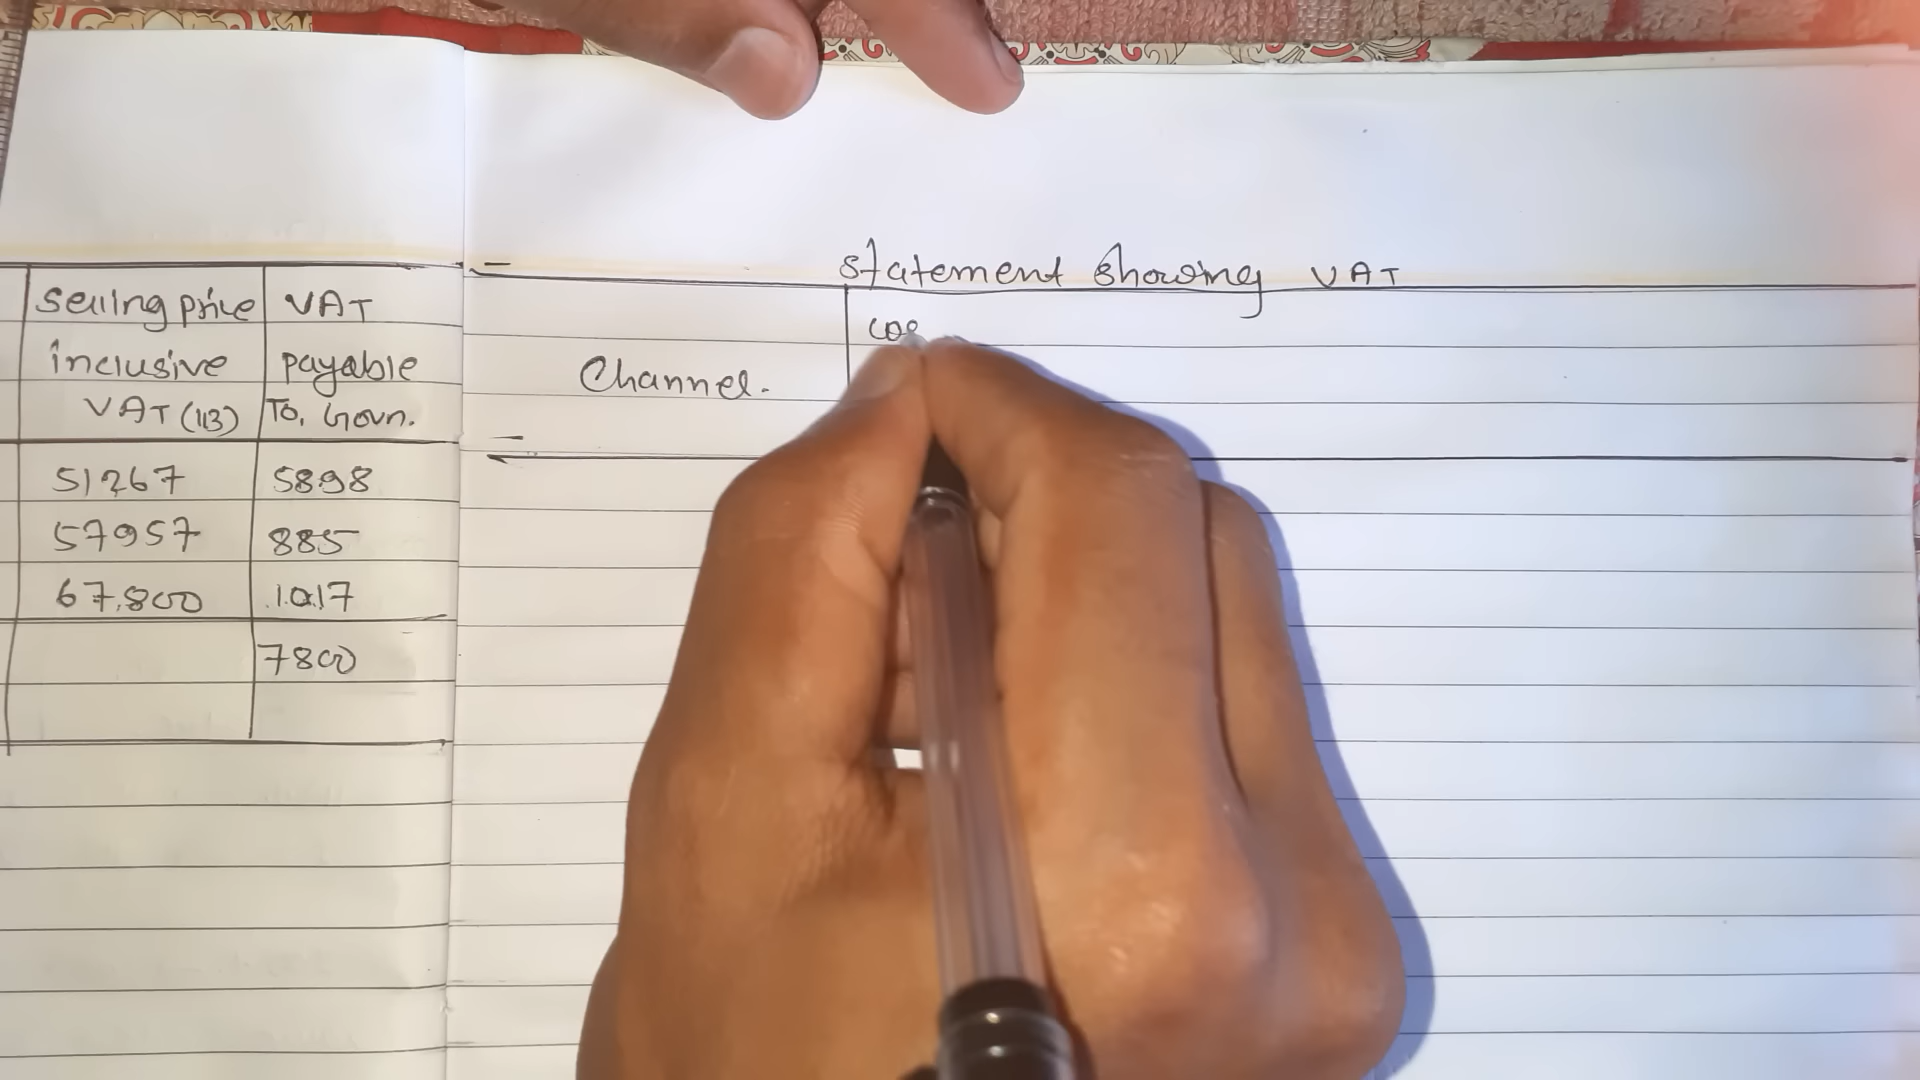 Selling price VAT
inclusive payable
VAT (113) To, Govn.
51267 5898
57957 885
67,800 1017
7800
Statement showing VAT
Cos
Channel.